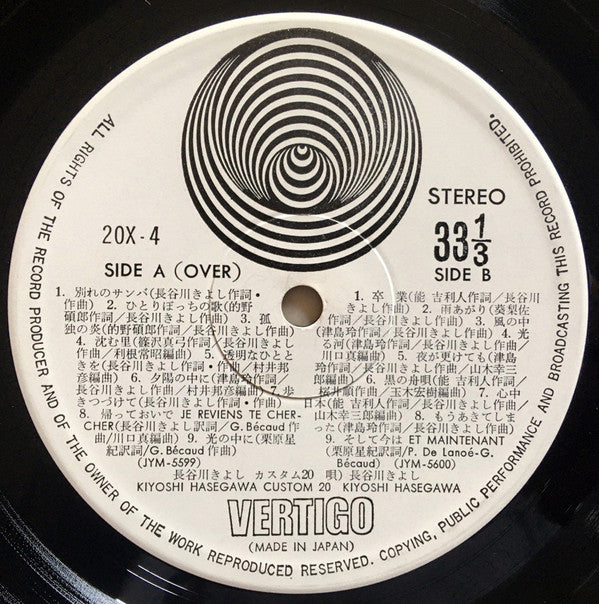 ALL RIGHTS OF THE RECORD PRODUCER AND OF THE OWNER OF THE WORK REPRODUCED RESERVED. COPYING, PUBLIC PERFORMANCE AND BROADCASTING THIS RECORD PROHIBITED.
STEREO
20X-4
33 1/3
SIDE A (OVER)
SIDE B
1. 別れのサンバ(長谷川きよし作詞・
作曲) 2. ひとりぼっちの歌(的野
碩郎作詞/長谷川きよし作曲) 3. 孤
独の炎(的野碩郎作詞/長谷川きよし作曲)
4. 沈む里(篠沢真弓作詞/長谷川きよし
作曲/利根常昭編曲) 5. 透明なひとと
きを(長谷川きよし作詞・作曲/村井邦
彦編曲) 6. 夕陽の中に(津島玲作詞/
長谷川きよし作曲/村井邦彦編曲) 7. 歩
きつづけて(長谷川きよし作詞・作曲)
8. 帰っておいで JE REVIENS TE CHER-
CHER(長谷川きよし訳詞/G. Bécaud 作
曲/川口真編曲) 9. 光の中に(栗原
星紀訳詞/G. Bécaud 作曲)
(JYM-5599)
1. 卒 業(能 吉利人作詞/長谷川
きよし作曲) 2. 雨あがり(葵梨佐
作詞/長谷川きよし作曲) 3. 風の中
(津島玲作詞/長谷川きよし作曲) 4. 光
る河(津島玲作詞/長谷川きよし作曲/
川口真編曲) 5. 夜が更けても(津島
玲作詞/長谷川きよし作曲/山木幸三
郎編曲) 6. 黒の舟唄(能 吉利人作詞/
桜井順作曲/玉木宏樹編曲) 7. 心中
日本(能 吉利人作詞/長谷川きよし作曲/
山木幸三郎編曲) 8. もうあきてしま
った(津島玲作詞/長谷川きよし作曲)
9. そして今は ET MAINTENANT
(栗原星紀訳詞/P. De Lanoé-G.
Bécaud) (JYM-5600)
長谷川きよし カスタム20 唄) 長谷川きよし
KIYOSHI HASEGAWA CUSTOM 20 KIYOSHI HASEGAWA
VERTIGO
(MADE IN JAPAN)